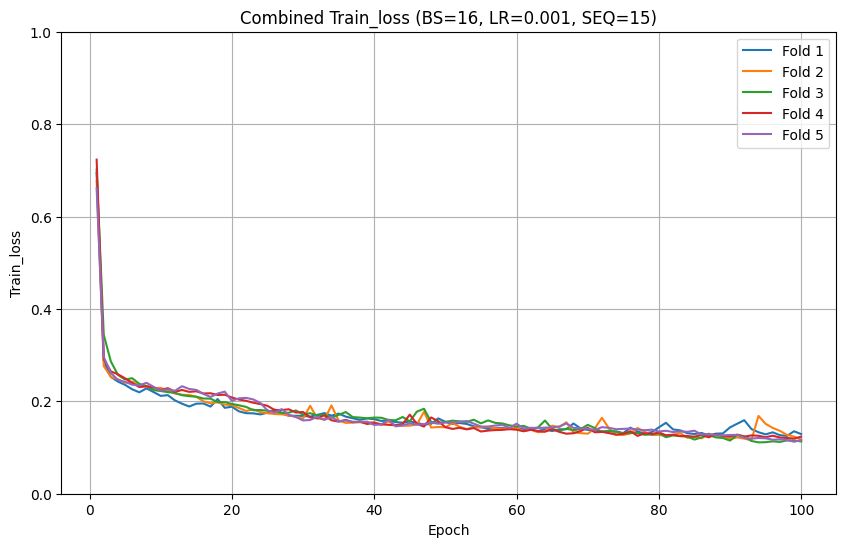 Combined Train_loss (BS=16, LR=0.001, SEQ=15)
Train_loss
1.0
0.8
0.6
0.4
0.2
0.0
0
20
40
60
80
100
Epoch
Fold 1
Fold 2
Fold 3
Fold 4
Fold 5